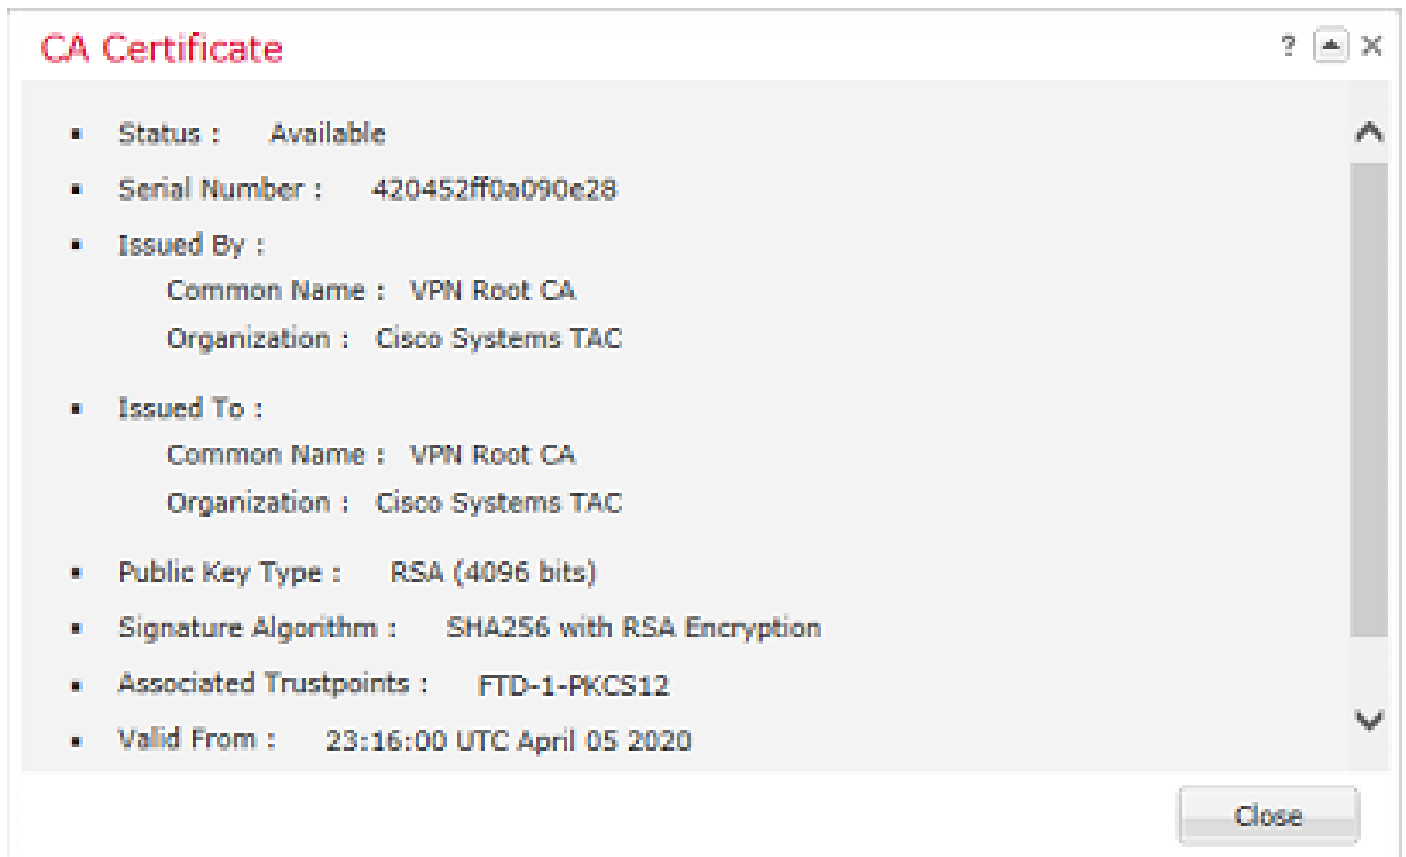 CA Certificate
?
Status : Available
Serial Number : 420452ff0a090e28
Issued By :
Common Name : VPN Root CA
Organization : Cisco Systems TAC
Issued To :
Common Name : VPN Root CA
Organization : Cisco Systems TAC
Public Key Type : RSA (4096 bits)
Signature Algorithm : SHA256 with RSA Encryption
Associated Trustpoints : FTD-1-PKCS12
Valid From : 23:16:00 UTC April 05 2020
Close